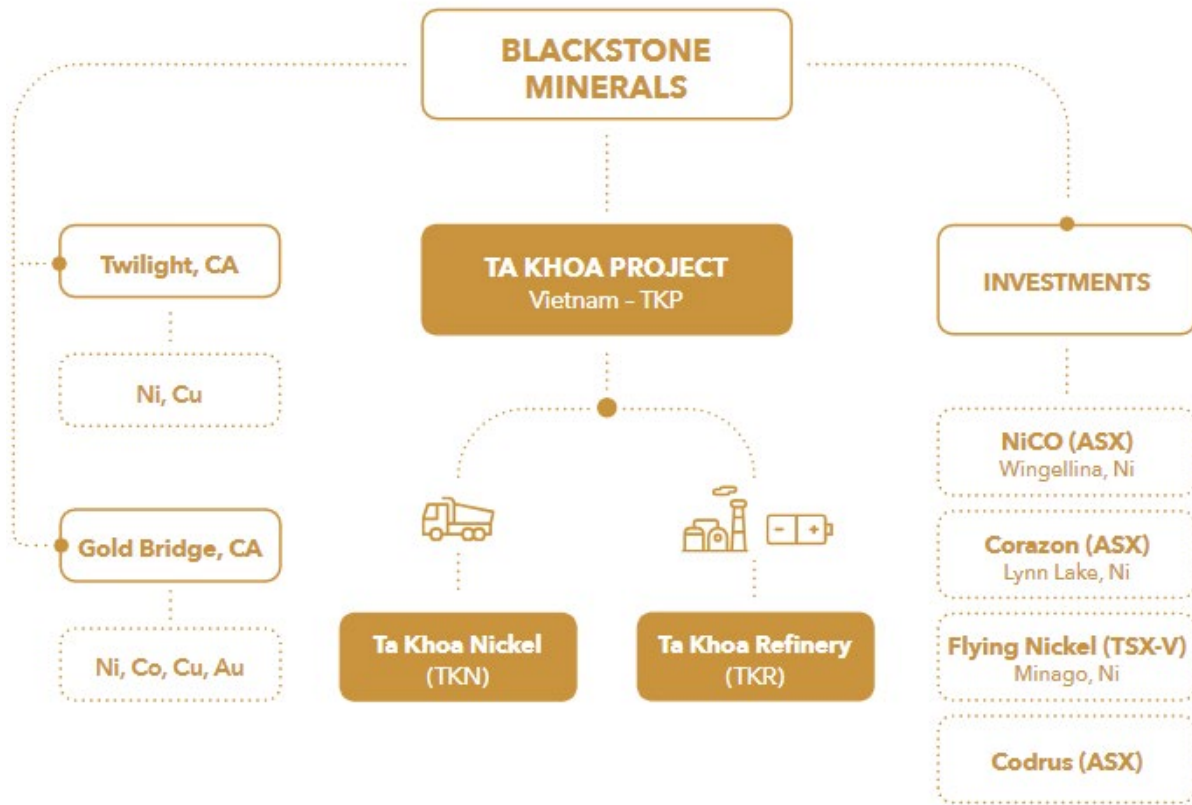 BLACKSTONE
MINERALS
Twilight, CA
Ni, Cu
Gold Bridge, CA
Ni, Co, Cu, Au
TA KHOA PROJECT
Vietnam – TKP
Ta Khoa Nickel
(TKN)
Ta Khoa Refinery
(TKR)
INVESTMENTS
NiCO (ASX)
Wingellina, Ni
Corazon (ASX)
Lynn Lake, Ni
Flying Nickel (TSX-V)
Minago, Ni
Codrus (ASX)